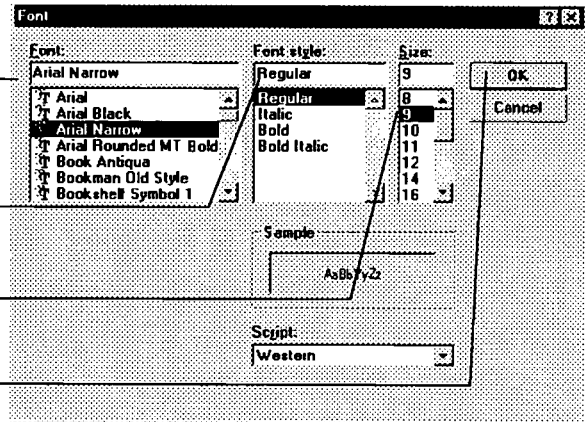 Font
Font:
Arial Narrow
Arial
Arial Black
Arial Narrow
Arial Rounded MT Bold
Book Antiqua
Bookman Old Style
Bookshelf Symbol 1
Font style:
Regular
Regular
Italic
Bold
Bold Italic
Size:
9
8
9
10
11
12
14
16
OK
Cancel
Sample
AaBbYyZz
Script:
Western